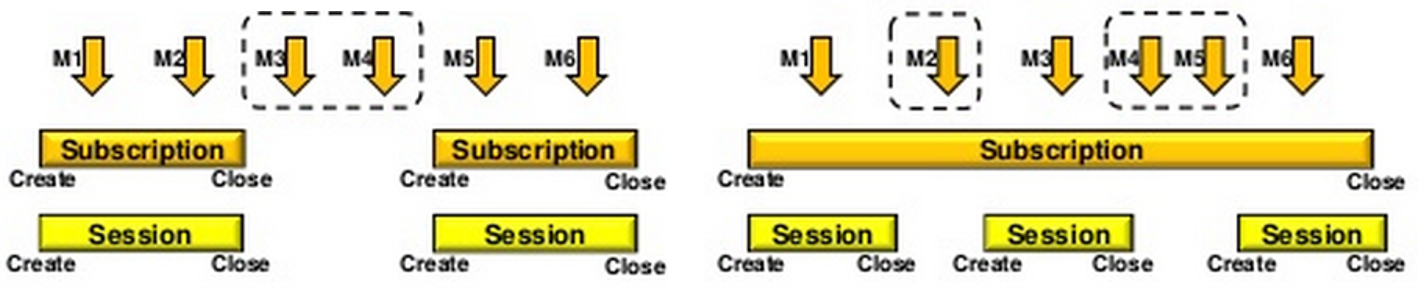 M1 M2 M3 M4 M5 M6
Subscription Subscription
Create Close Create Close
Session Session
Create Close Create Close
M1 M2 M3 M4 M5 M6
Subscription
Create Close
Session Session Session
Create Close Create Close Create Close